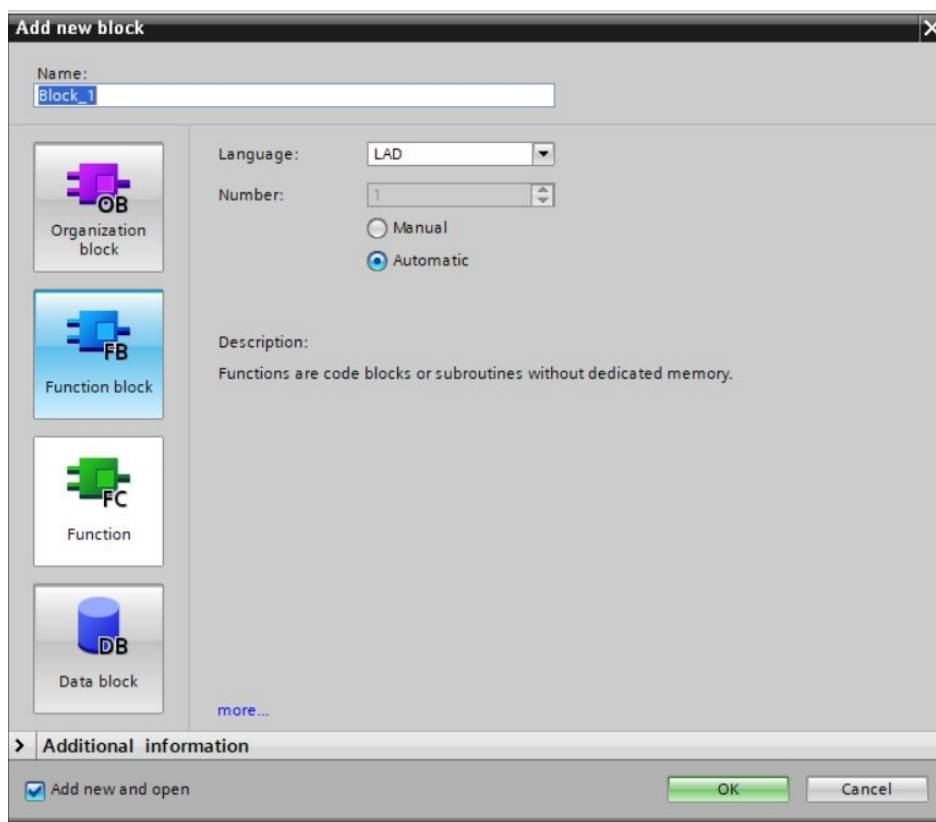 Add new block
Name:
Block_1
OB
Organization
block
FB
Function block
FC
Function
DB
Data block
Language:
LAD
Number:
1
Manual
Automatic
Description:
Functions are code blocks or subroutines without dedicated memory.
more...
Additional information
Add new and open
OK
Cancel